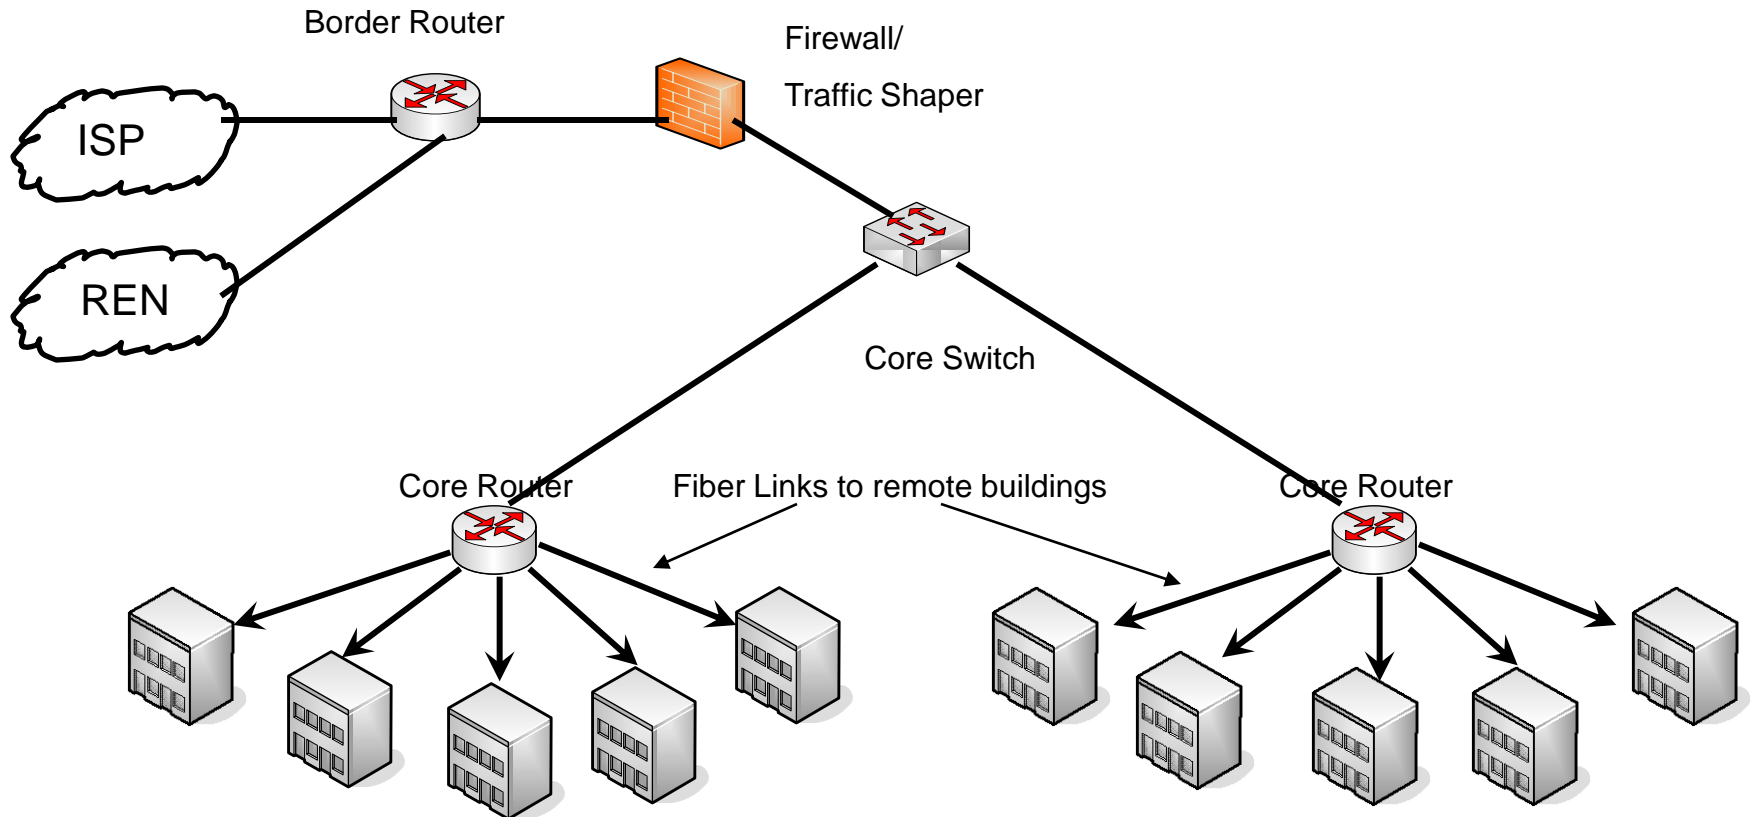 Border Router
Firewall/
Traffic Shaper
ISP
REN
Core Switch
Core Router
Fiber Links to remote buildings
Core Router